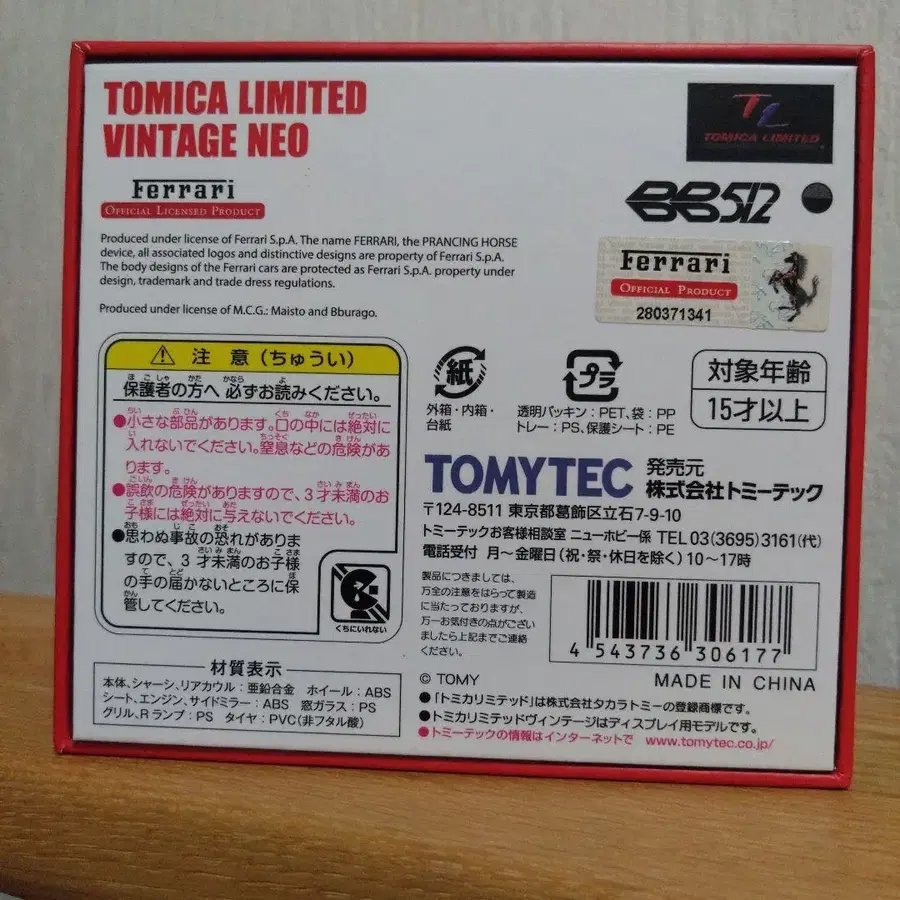 TOMICA LIMITED
VINTAGE NEO
TL
TOMICA LIMITED
Ferrari
OFFICIAL LICENSED PRODUCT
BB512
Produced under license of Ferrari S.p.A. The name FERRARI, the PRANCING HORSE
device, all associated logos and distinctive designs are property of Ferrari S.p.A.
The body designs of the Ferrari cars are protected as Ferrari S.p.A. property under
design, trademark and trade dress regulations.
Produced under license of M.C.G.: Maisto and Bburago.
Ferrari
OFFICIAL PRODUCT
280371341
注意(ちゅうい)
保護者の方へ 必ずお読みください。
●小さな部品があります。口の中には絶対に
入れないでください。窒息などの危険があ
ります。
●誤飲の危険がありますので、3才未満のお
子様には絶対に与えないでください。
●思わぬ事故の恐れがありま
すので、3才未満のお子様
の手の届かないところに保
管してください。
くちにいれない
紙
外箱・内箱・
台紙
プラ
透明パッキン:PET、袋:PP
トレー:PS、保護シート:PE
対象年齢
15才以上
TOMYTEC 発売元 株式会社トミーテック
〒124-8511 東京都葛飾区立石7-9-10
トミーテックお客様相談室 ニューホビー係 TEL 03(3695)3161(代)
電話受付 月〜金曜日(祝・祭・休日を除く)10〜17時
製品につきましては、
万全の注意をはらって製造
に当たっておりますが、
万一お気付きの点がござい
ましたら上記までご連絡
ください。
4 543736 306177
© TOMY
MADE IN CHINA
材質表示
本体、シャーシ、リアカウル:亜鉛合金 ホイール:ABS
シート、エンジン、サイドミラー:ABS 窓ガラス:PS
グリル、Rランプ:PS タイヤ:PVC(非フタル酸)
●「トミカリミテッド」は株式会社タカラトミーの登録商標です。
●トミカリミテッドヴィンテージはディスプレイ用モデルです。
●トミーテックの情報はインターネットで www.tomytec.co.jp/